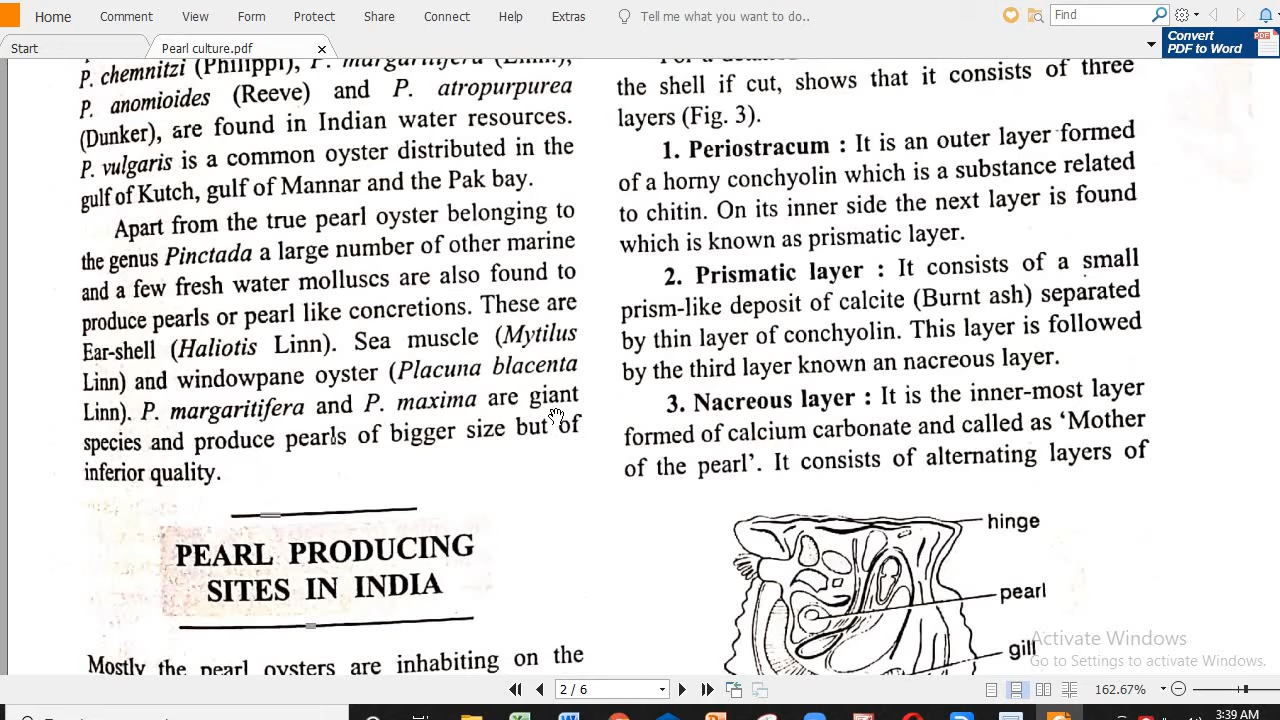 Home Comment View Form Protect Share Connect Help Extras Tell me what you want to do.. Find
Start Pearl culture.pdf x
Convert
PDF to Word
P. chemnitzi (Philippi), P. margaritifera (Linn.),
P. anomioides (Reeve) and P. atropurpurea
(Dunker), are found in Indian water resources.
P. vulgaris is a common oyster distributed in the
gulf of Kutch, gulf of Mannar and the Pak bay.
Apart from the true pearl oyster belonging to
the genus Pinctada a large number of other marine
and a few fresh water molluscs are also found to
produce pearls or pearl like concretions. These are
Ear-shell (Haliotis Linn). Sea muscle (Mytilus
Linn) and windowpane oyster (Placuna blacenta
Linn). P. margaritifera and P. maxima are giant
species and produce pearls of bigger size but of
inferior quality.
PEARL PRODUCING
SITES IN INDIA
Mostly the pearl oysters are inhabiting on the
For a
the shell if cut, shows that it consists of three
layers (Fig. 3).
1. Periostracum : It is an outer layer formed
of a horny conchyolin which is a substance related
to chitin. On its inner side the next layer is found
which is known as prismatic layer.
2. Prismatic layer : It consists of a small
prism-like deposit of calcite (Burnt ash) separated
by thin layer of conchyolin. This layer is followed
by the third layer known an nacreous layer.
3. Nacreous layer : It is the inner-most layer
formed of calcium carbonate and called as ‘Mother
of the pearl’. It consists of alternating layers of
hinge
pearl
gill
Activate Windows
Go to Settings to activate Windows.
2 / 6 162.67%
3:39 AM